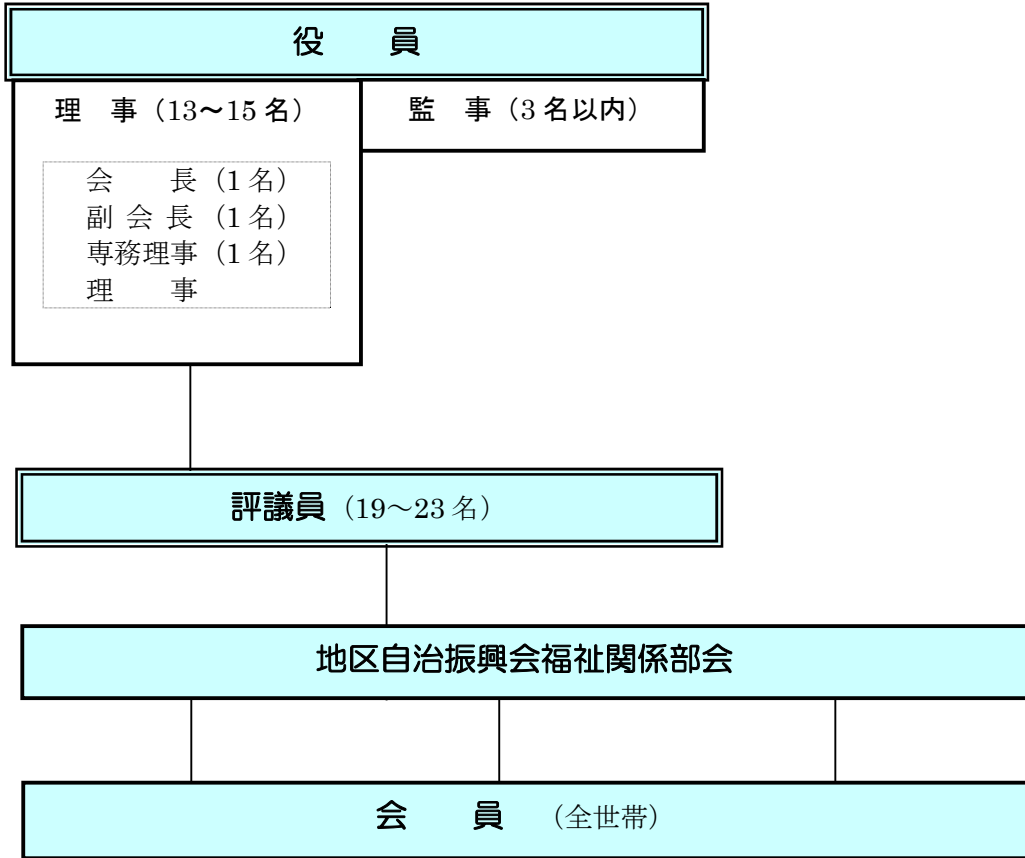 役　員
理　事（13～15名）
監　事（3名以内）
会　　長（1名）
副 会 長（1名）
専務理事（1名）
理　　事
評議員（19～23名）
地区自治振興会福祉関係部会
会　員　（全世帯）